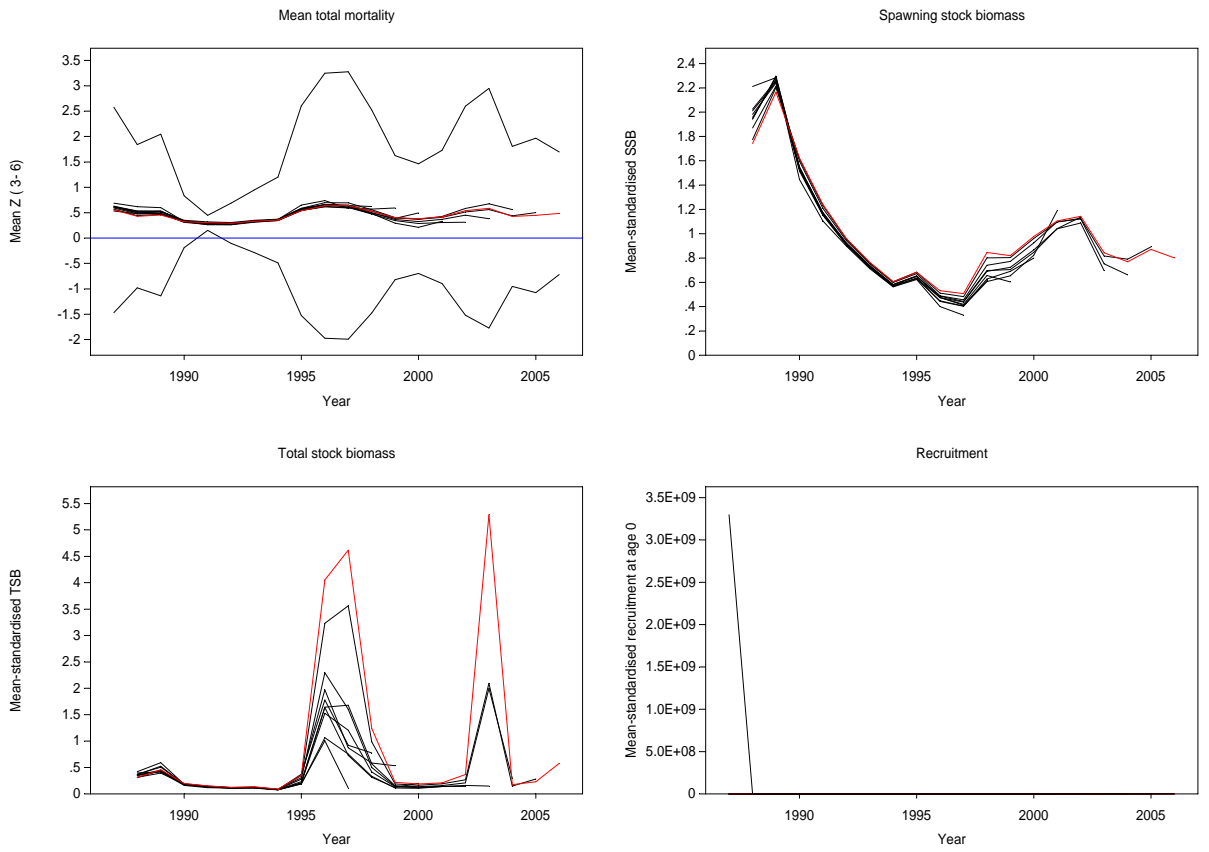 Mean total mortality
Mean Z ( 3- 6)
3.5
3
2.5
2
1.5
1
.5
0
.5
-1
-1.5
-2
1990
1995
2000
2005
Year
Spawning stock biomass
Mean-standardised SSB
2.4
2.2
2
1.8
1.6
1.4
1.2
1
.8
.6
.4
.2
0
1990
1995
2000
2005
Year
Total stock biomass
Mean-standardised TSB
5.5
5
4.5
4
3.5
3
2.5
2
1.5
1
.5
0
1990
1995
2000
2005
Year
Recruitment
Mean-standardised recruitment at age 0
3.5E+09
3.0E+09
2.5E+09
2.0E+09
1.5E+09
1.0E+09
5.0E+08
0
1990
1995
2000
2005
Year